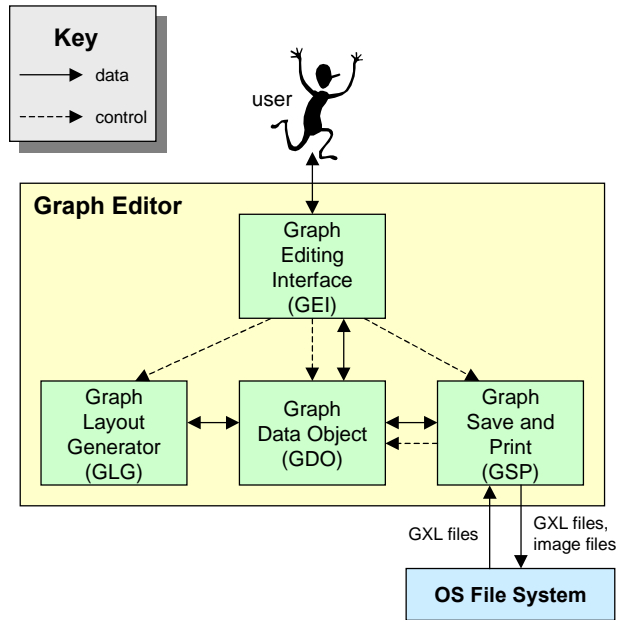 Key
data
control
user
Graph Editor
Graph
Editing
Interface
(GEI)
Graph
Layout
Generator
(GLG)
Graph
Data Object
(GDO)
Graph
Save and
Print
(GSP)
GXL files
GXL files,
image files
OS File System